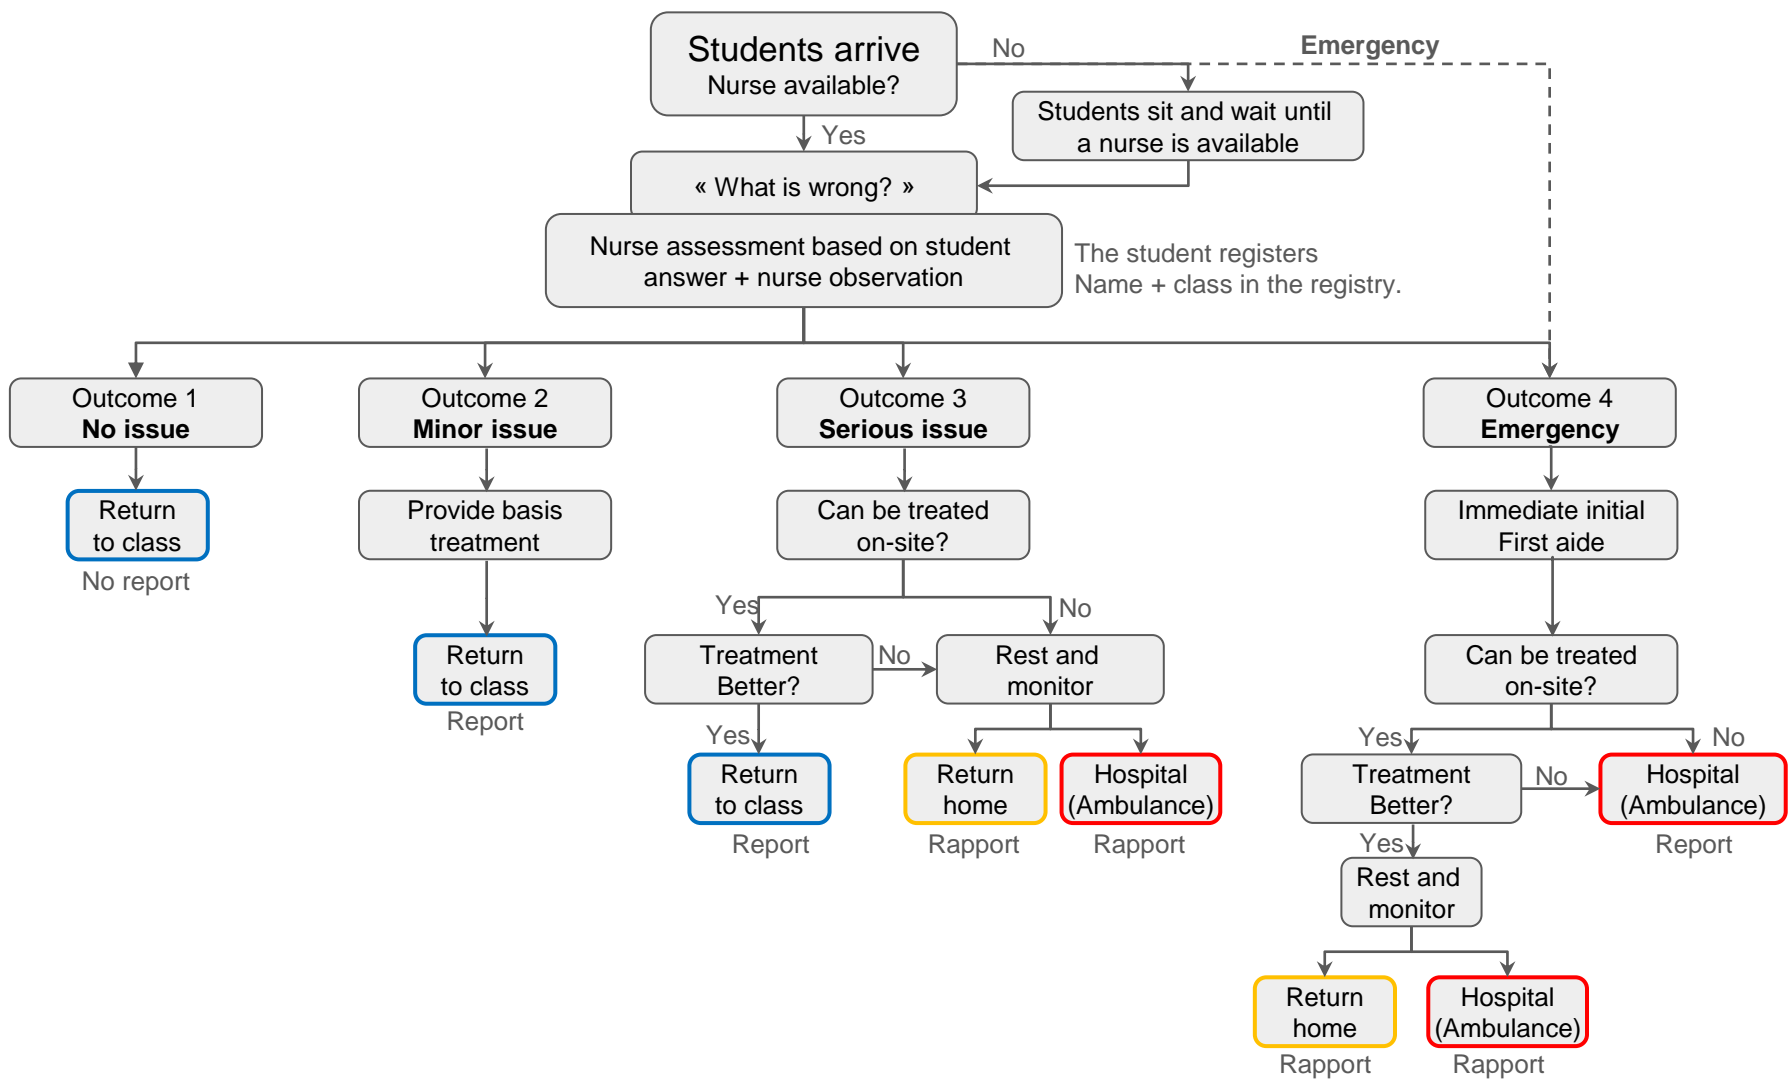 Students arrive
Nurse available?
No
Emergency
Students sit and wait until
a nurse is available
Yes
« What is wrong? »
Nurse assessment based on student
answer + nurse observation
The student registers
Name + class in the registry.
Outcome 1
No issue
Outcome 2
Minor issue
Outcome 3
Serious issue
Outcome 4
Emergency
Return
to class
No report
Provide basis
treatment
Can be treated
on-site?
Immediate initial
First aide
Return
to class
Report
Yes
No
Treatment
Better?
No
Rest and
monitor
Can be treated
on-site?
Yes
Return
to class
Report
Return
home
Rapport
Hospital
(Ambulance)
Rapport
Yes
No
Treatment
Better?
No
Hospital
(Ambulance)
Report
Yes
Rest and
monitor
Return
home
Rapport
Hospital
(Ambulance)
Rapport